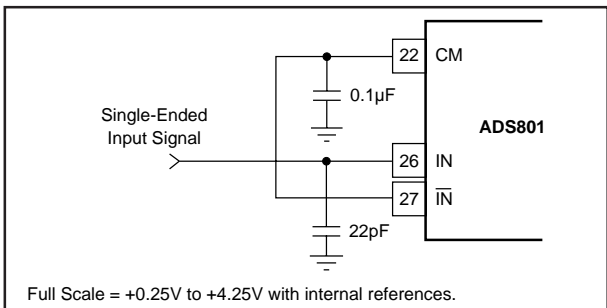 22 CM
0.1µF
Single-Ended
Input Signal
ADS801
26 IN
27 I̅N̅
22pF
Full Scale = +0.25V to +4.25V with internal references.